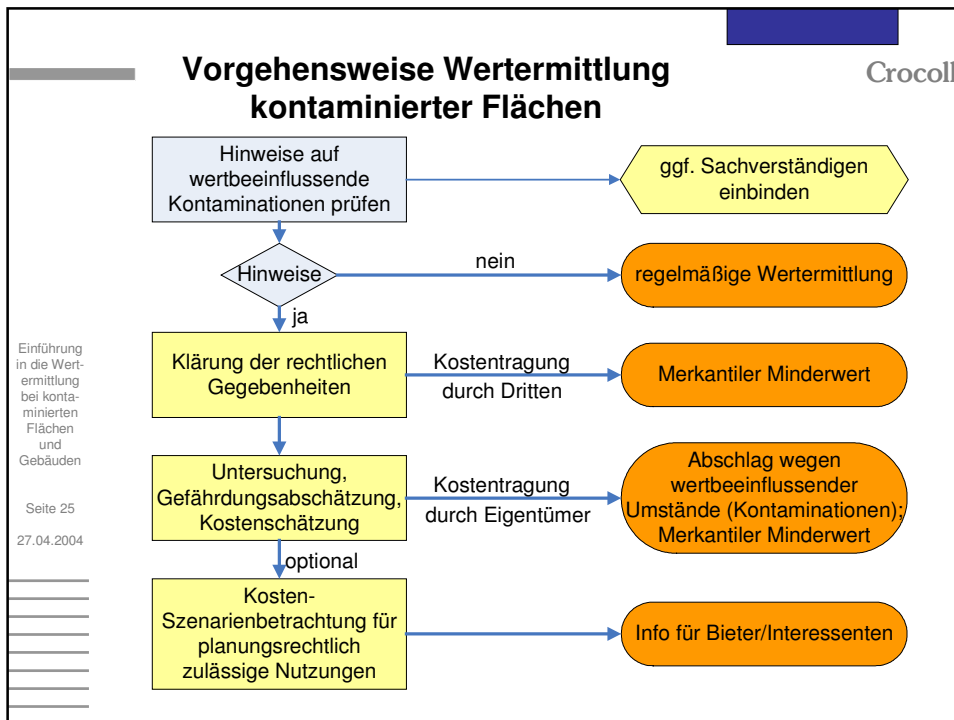 Vorgehensweise Wertermittlung
kontaminierter Flächen
Crocoll
Hinweise auf
wertbeeinflussende
Kontaminationen prüfen
ggf. Sachverständigen
einbinden
Hinweise
nein
regelmäßige Wertermittlung
ja
Klärung der rechtlichen
Gegebenheiten
Kostentragung
durch Dritten
Merkantiler Minderwert
Untersuchung,
Gefährdungsabschätzung,
Kostenschätzung
Kostentragung
durch Eigentümer
Abschlag wegen
wertbeeinflussender
Umstände (Kontaminationen);
Merkantiler Minderwert
optional
Kosten-
Szenarienbetrachtung für
planungsrechtlich
zulässige Nutzungen
Info für Bieter/Interessenten
Einführung
in die Wert-
ermittlung
bei konta-
minierten
Flächen
und
Gebäuden
Seite 25
27.04.2004